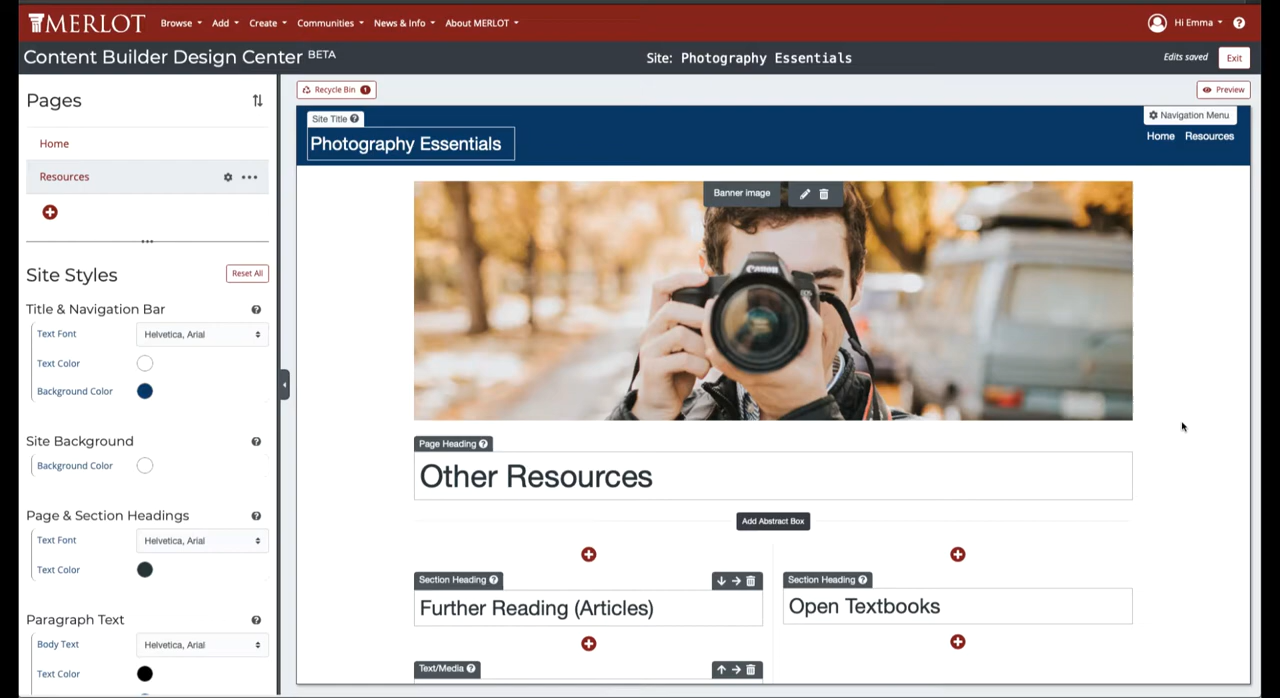 MERLOT Browse Add Create Communities News & Info About MERLOT Hi Emma
Content Builder Design Center BETA Site: Photography Essentials Edits saved Exit
Pages
Home
Resources
Site Styles Reset All
Title & Navigation Bar
Text Font Helvetica, Arial
Text Color
Background Color
Site Background
Background Color
Page & Section Headings
Text Font Helvetica, Arial
Text Color
Paragraph Text
Body Text Helvetica, Arial
Text Color
Recycle Bin 1 Preview
Site Title Navigation Menu
Photography Essentials Home Resources
Banner image
Canon
EOS
Page Heading
Other Resources
Add Abstract Box
Section Heading
Further Reading (Articles)
Text/Media
Section Heading
Open Textbooks